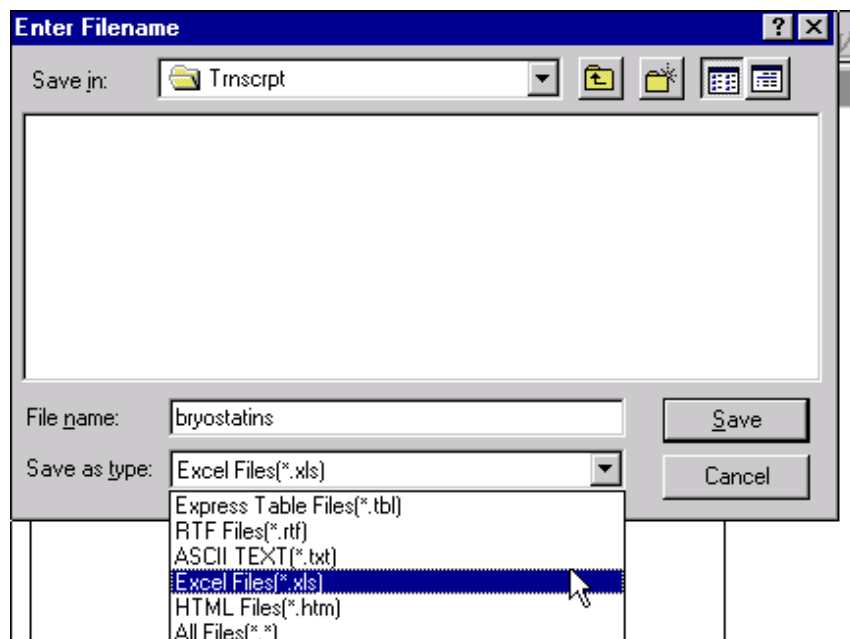 Enter Filename
Save in: Trnscrpt
File name: bryostatins Save
Save as type: Excel Files(*.xls) Cancel
Express Table Files(*.tbl)
RTF Files(*.rtf)
ASCII TEXT(*.txt)
Excel Files(*.xls)
HTML Files(*.htm)
All Files(*.*)